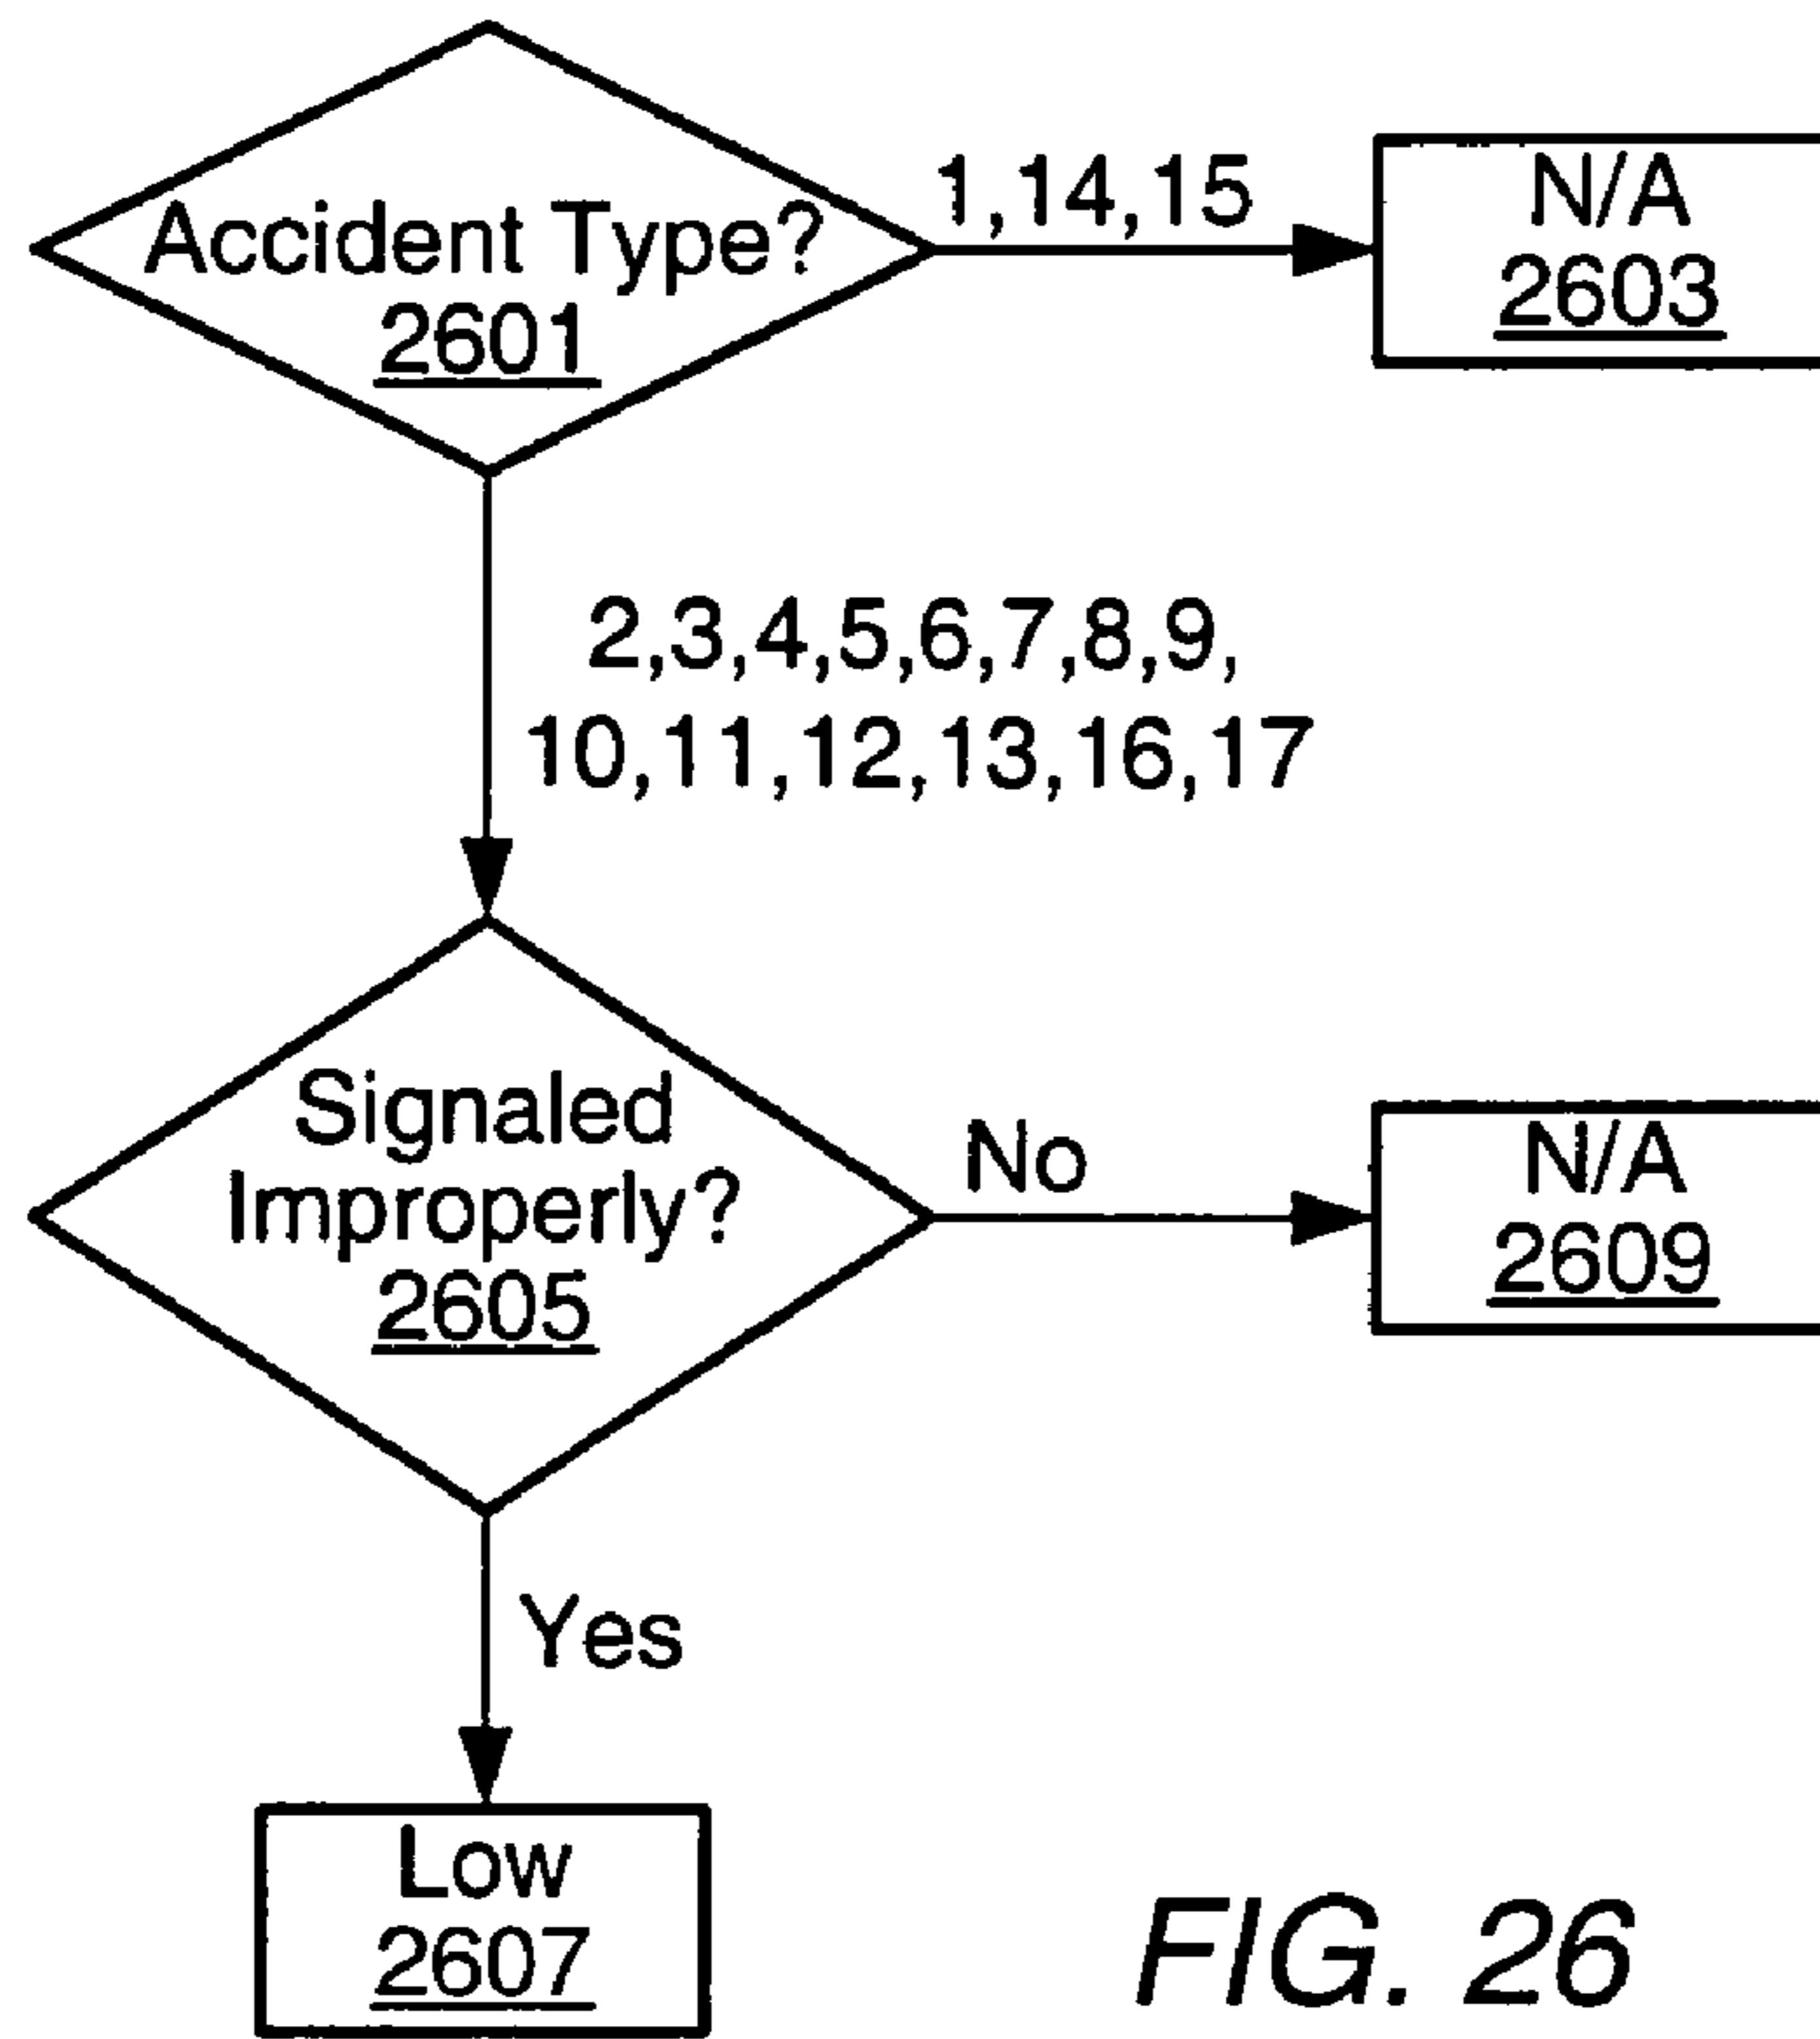 Accident Type?
2601
1,14,15
N/A
2603
2,3,4,5,6,7,8,9,
10,11,12,13,16,17
Signaled
Improperly?
2605
No
N/A
2609
Yes
Low
2607
FIG. 26